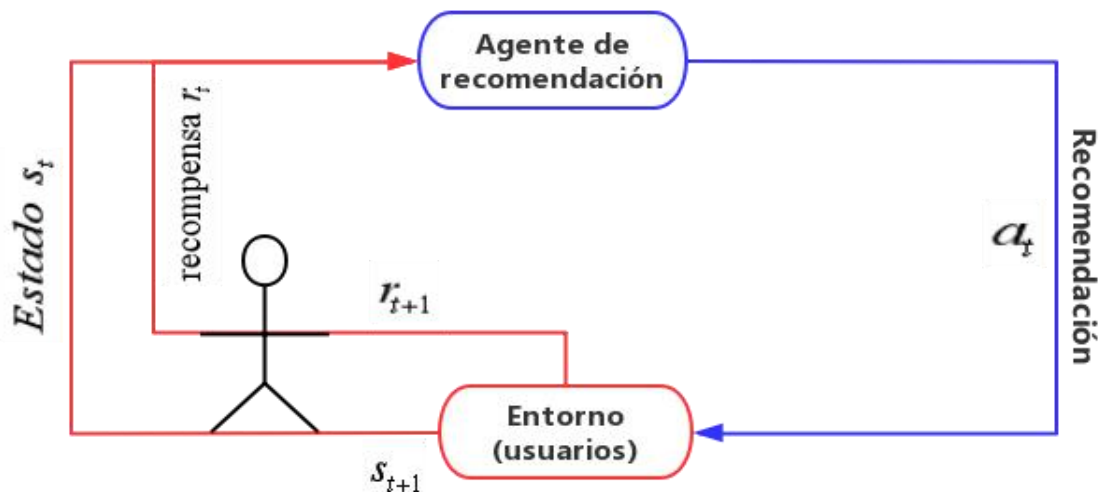 Agente de
recomendación
recompensa r_t
Estado s_t
a_t
Recomendación
r_{t+1}
Entorno
(usuarios)
s_{t+1}